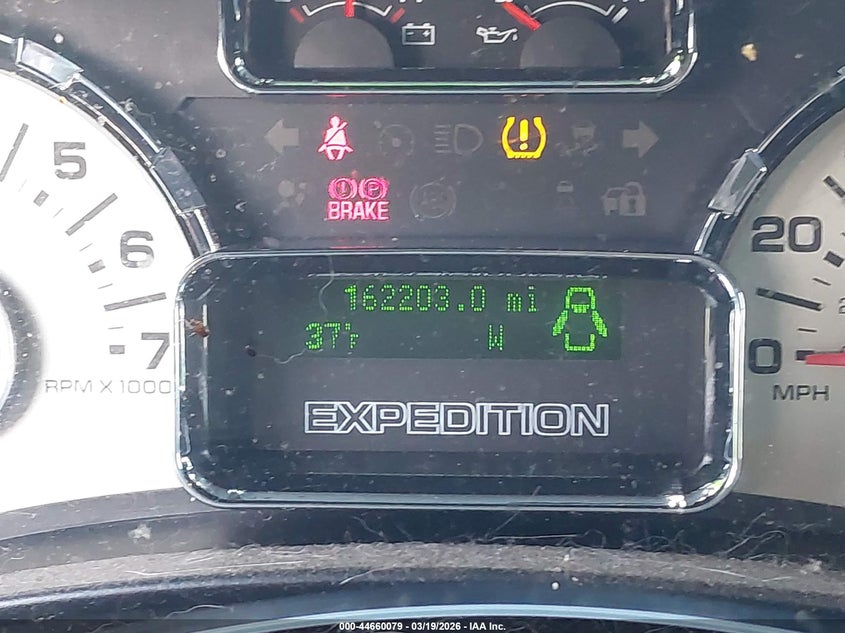 5
6
7
RPM X 1000
BRAKE
162203.0 mi
37°F W
EXPEDITION
20
0
MPH
000-44660079 - 03/19/2026 - IAA Inc.